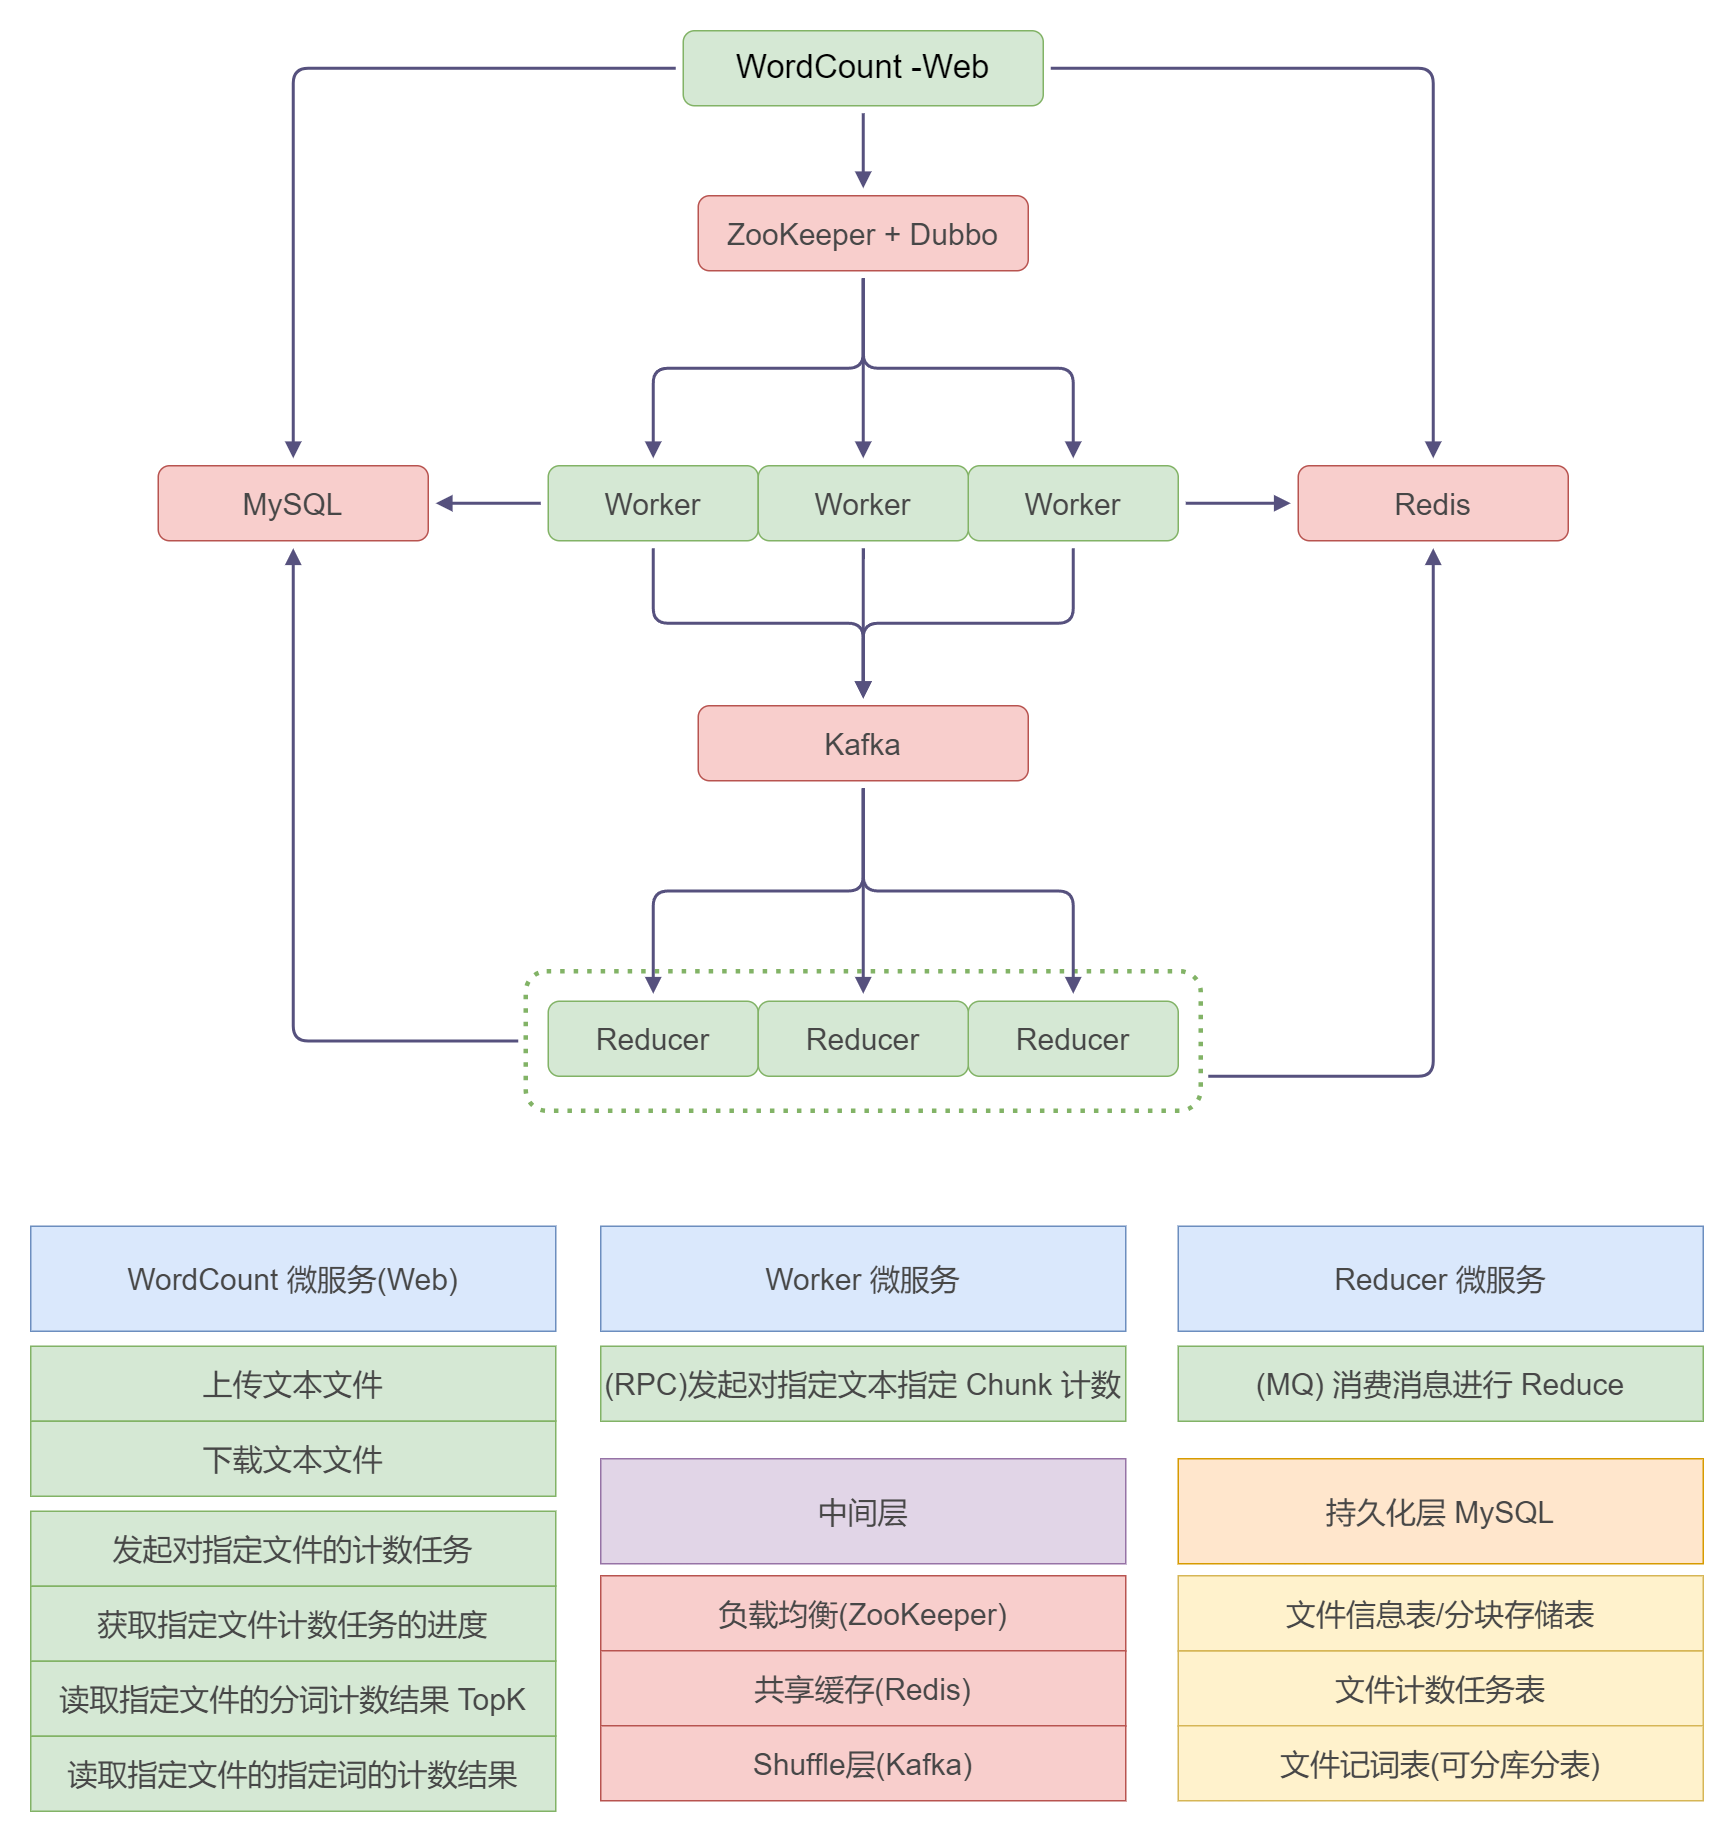 WordCount -Web
ZooKeeper + Dubbo
MySQL
Worker
Worker
Worker
Redis
Kafka
Reducer
Reducer
Reducer
WordCount 微服务(Web)
上传文本文件
下载文本文件
发起对指定文件的计数任务
获取指定文件计数任务的进度
读取指定文件的分词计数结果 TopK
读取指定文件的指定词的计数结果
Worker 微服务
(RPC)发起对指定文本指定 Chunk 计数
中间层
负载均衡(ZooKeeper)
共享缓存(Redis)
Shuffle层(Kafka)
Reducer 微服务
(MQ) 消费消息进行 Reduce
持久化层 MySQL
文件信息表/分块存储表
文件计数任务表
文件记词表(可分库分表)